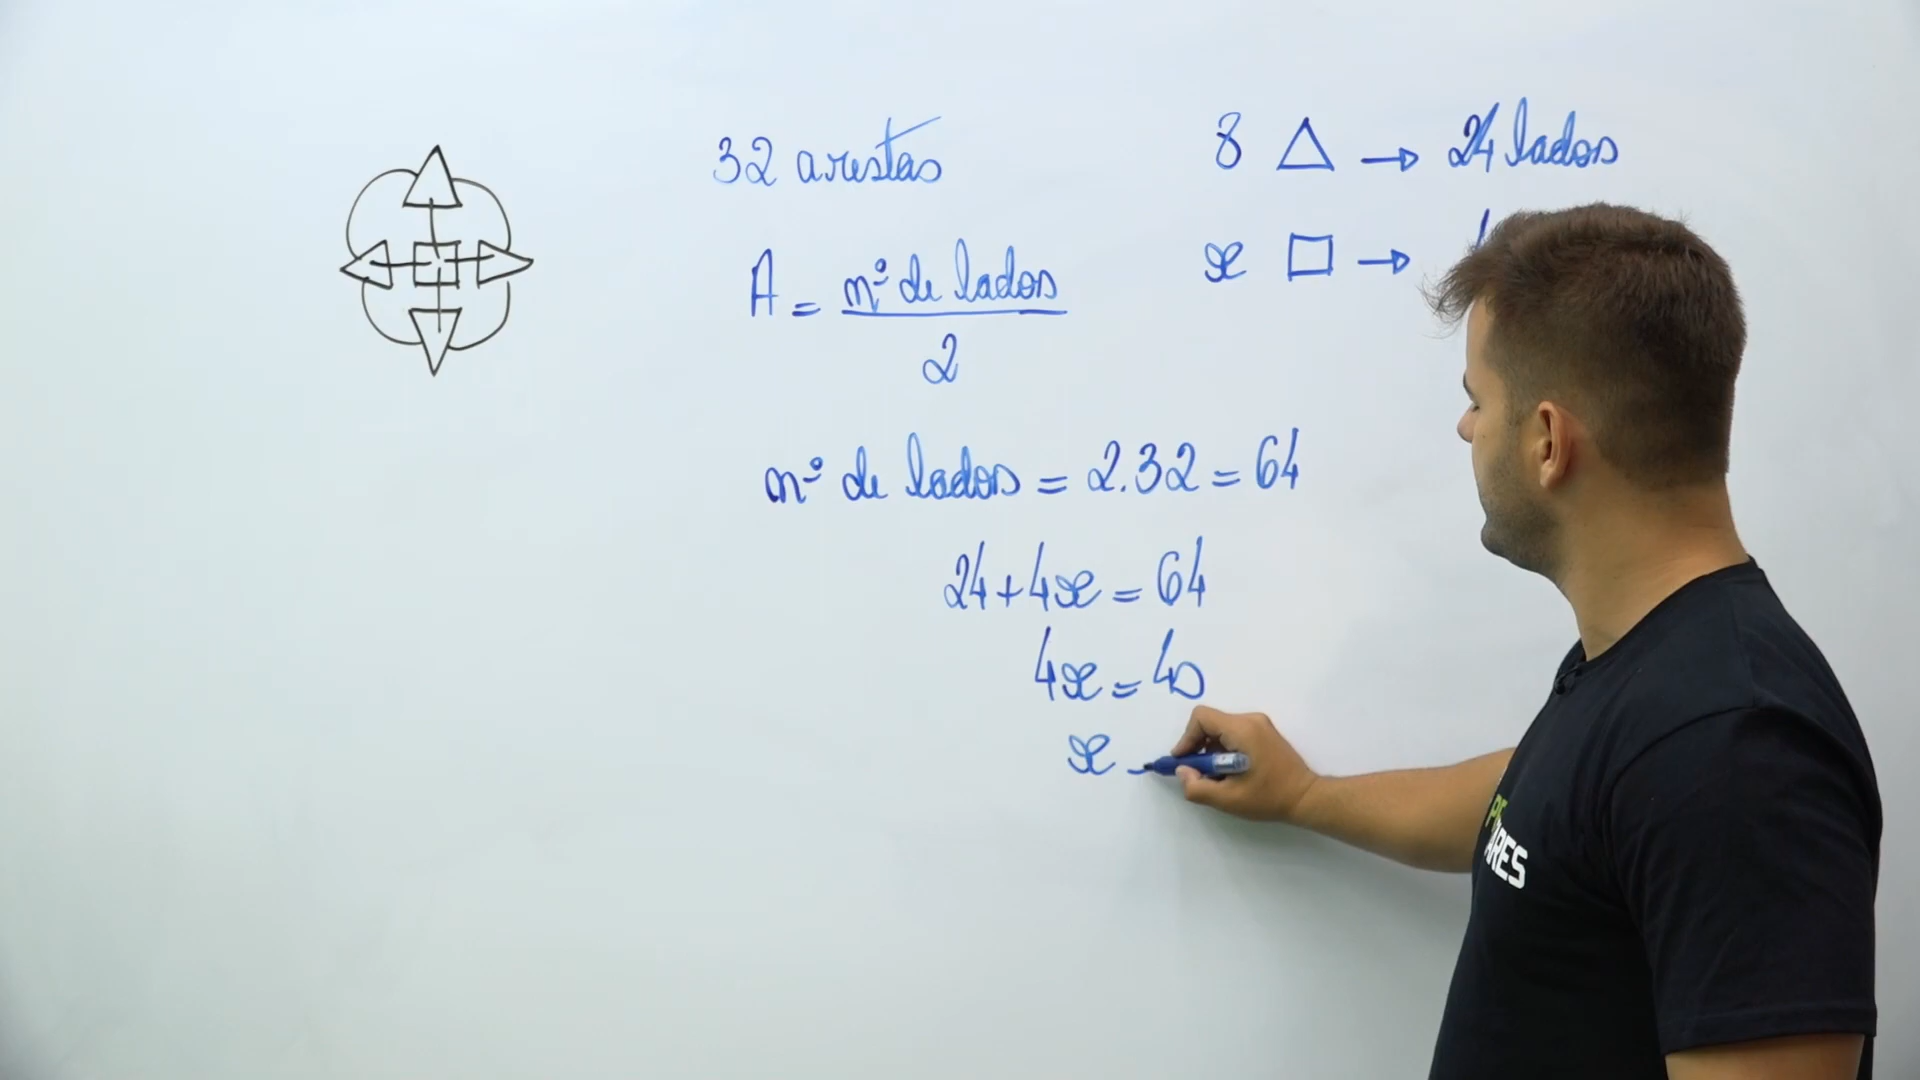 32 arestas
A = nº de lados / 2
nº de lados = 2.32 = 64
24 + 4x = 64
4x = 40
x
8 △ → 24 lados
x □ →
ARES